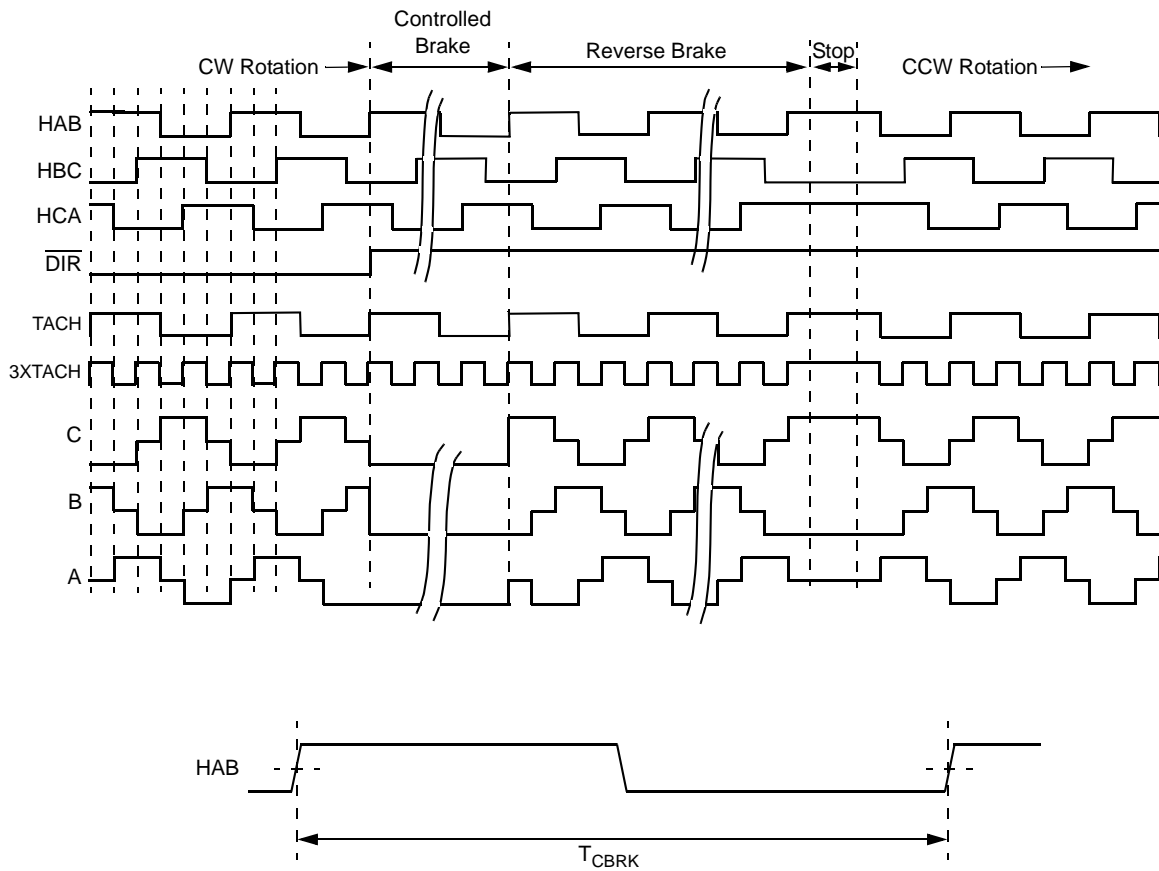 Controlled
Brake
Reverse Brake
Stop
CW Rotation
CCW Rotation
HAB
HBC
HCA
DIR
TACH
3XTACH
C
B
A
HAB
TCBRK